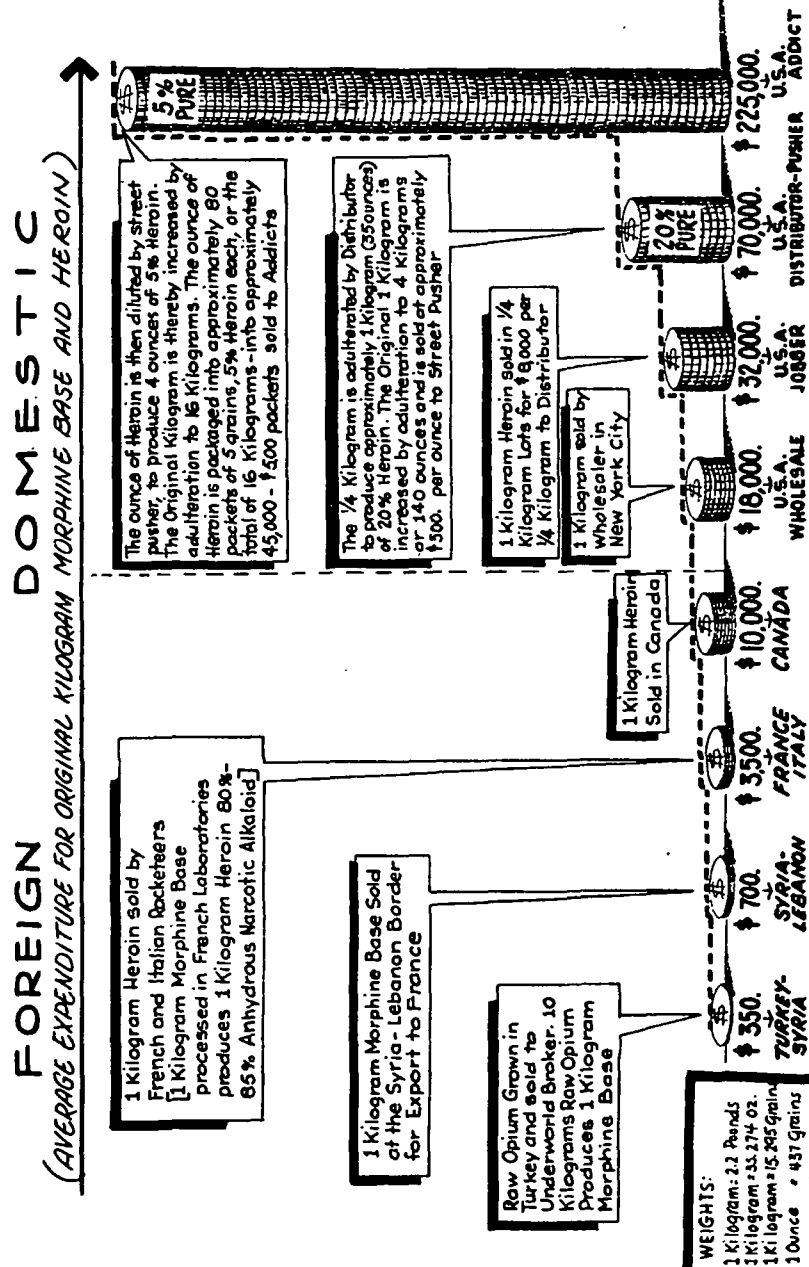 FOREIGN DOMESTIC
(AVERAGE EXPENDITURE FOR ORIGINAL KILOGRAM MORPHINE BASE AND HEROIN)
1 Kilogram Heroin sold by
French and Italian Racketeers
[1 Kilogram Morphine Base
processed in French Laboratories
produces 1 Kilogram Heroin 80%-
85% Anhydrous Narcotic Alkaloid]
1 Kilogram Morphine Base Sold
at the Syria-Lebanon Border
for Export to France
Raw Opium Grown in
Turkey and sold to
Underworld Broker. 10
Kilograms Raw Opium
Produces 1 Kilogram
Morphine Base
WEIGHTS:
1 Kilogram = 2.2 Pounds
1 Kilogram = 35.274 oz.
1 Kilogram = 15.295 Grains
1 Ounce = 437 Grains
The ounce of Heroin is then diluted by street
pusher, to produce 4 ounces of 5% Heroin.
The Original Kilogram is thereby increased by
adulteration to 16 Kilograms. The ounce of
Heroin is packaged into approximately 80
packets of 5 grains, 5% Heroin each, or the
total of 16 Kilograms-into approximately
45,000 - $5.00 packets sold to Addicts
The 1/4 Kilogram is adulterated by Distributor
to produce approximately 1 Kilogram (35 ounces)
of 20% Heroin. The Original 1 Kilogram is
increased by adulteration to 4 Kilograms
or 140 ounces and is sold at approximately
$500. per ounce to Street Pusher
1 Kilogram Heroin sold in 1/4
Kilogram Lots for $8,000 per
1/4 Kilogram to Distributor
1 Kilogram sold by
Wholesaler in
New York City
1 Kilogram Heroin
Sold in Canada
$
$
$
$
$
$
$
20%
PURE
$
5%
PURE
$350.
TURKEY-
SYRIA
$700.
SYRIA-
LEBANON
$3,500.
FRANCE
ITALY
$10,000.
CANADA
$18,000.
U.S.A.
WHOLESALE
$32,000.
U.S.A.
JOBBER
$70,000.
U.S.A.
DISTRIBUTOR-PUSHER
$225,000.
U.S.A.
ADDICT